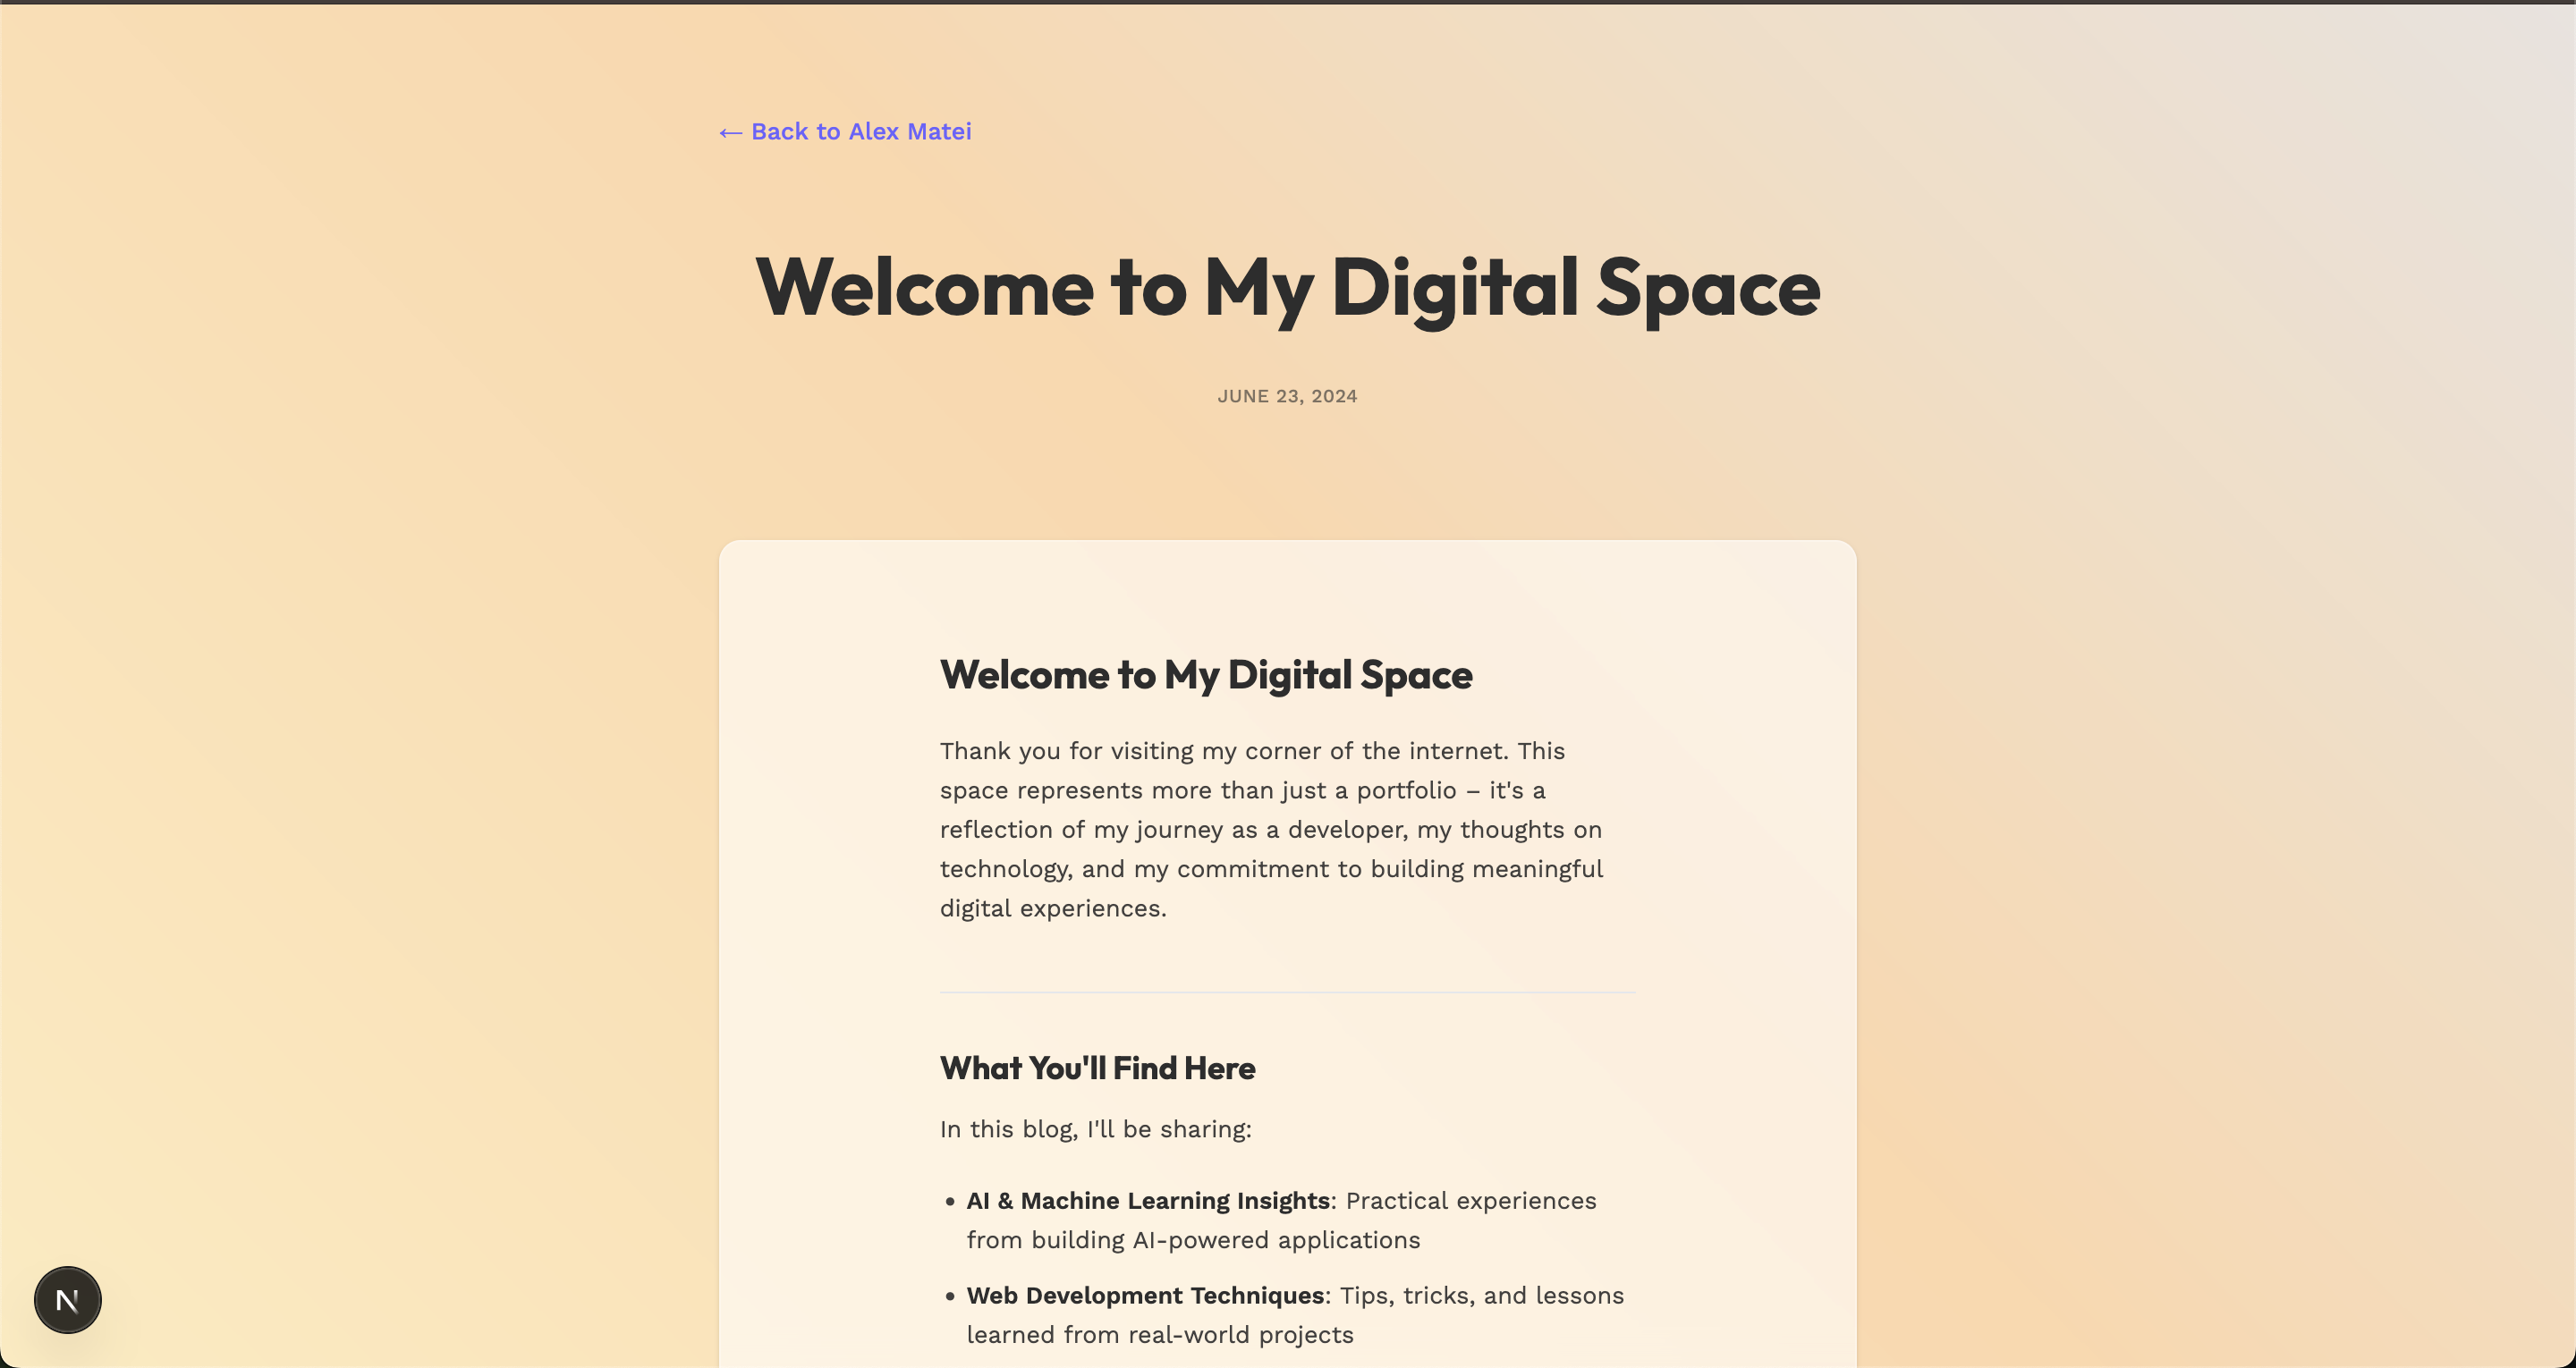 ← Back to Alex Matei
Welcome to My Digital Space
JUNE 23, 2024
Welcome to My Digital Space
Thank you for visiting my corner of the internet. This
space represents more than just a portfolio – it's a
reflection of my journey as a developer, my thoughts on
technology, and my commitment to building meaningful
digital experiences.
What You'll Find Here
In this blog, I'll be sharing:
• AI & Machine Learning Insights: Practical experiences
from building AI-powered applications
• Web Development Techniques: Tips, tricks, and lessons
learned from real-world projects
N